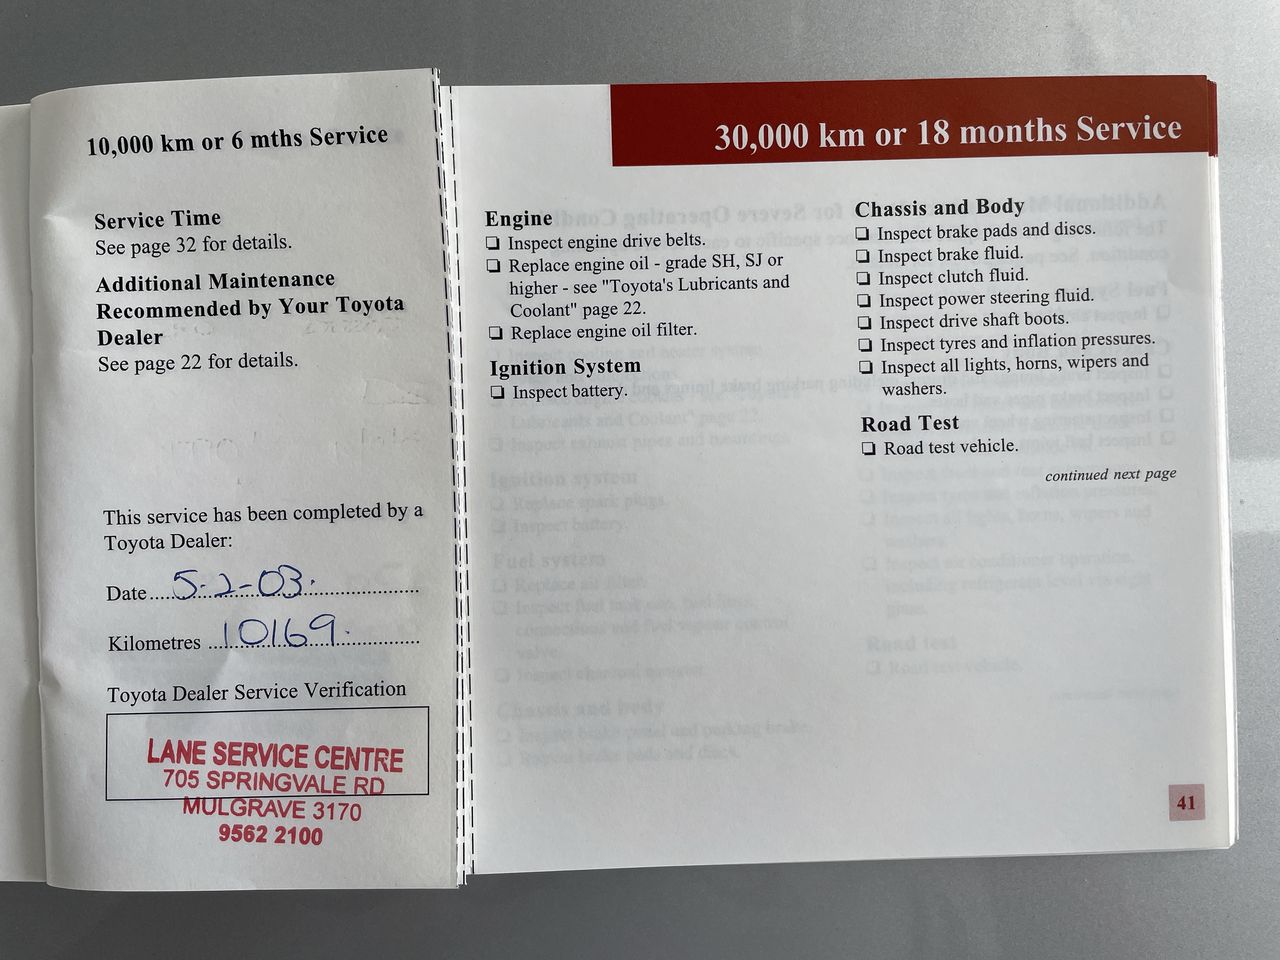 10,000 km or 6 mths Service
Service Time
See page 32 for details.
Additional Maintenance
Recommended by Your Toyota
Dealer
See page 22 for details.
This service has been completed by a
Toyota Dealer:
Date 5-2-03.
Kilometres 10169.
Toyota Dealer Service Verification
LANE SERVICE CENTRE
705 SPRINGVALE RD
MULGRAVE 3170
9562 2100
30,000 km or 18 months Service
Engine
❏ Inspect engine drive belts.
❏ Replace engine oil - grade SH, SJ or
higher - see "Toyota's Lubricants and
Coolant" page 22.
❏ Replace engine oil filter.
Ignition System
❏ Inspect battery.
Chassis and Body
❏ Inspect brake pads and discs.
❏ Inspect brake fluid.
❏ Inspect clutch fluid.
❏ Inspect power steering fluid.
❏ Inspect drive shaft boots.
❏ Inspect tyres and inflation pressures.
❏ Inspect all lights, horns, wipers and
washers.
Road Test
❏ Road test vehicle.
continued next page
41